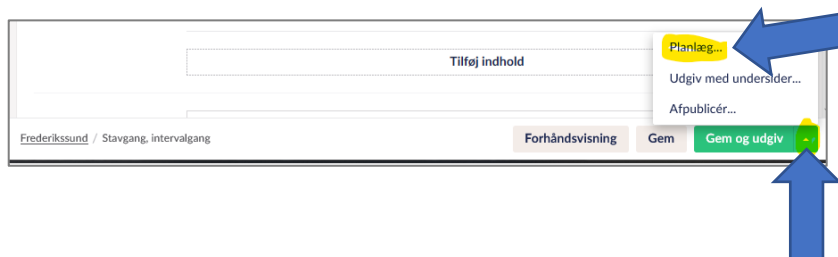 Planlæg...
Tilføj indhold
Udgiv med undersider...
Afpublicér...
Frederikssund / Stavgang, intervalgang
Forhåndsvisning
Gem
Gem og udgiv